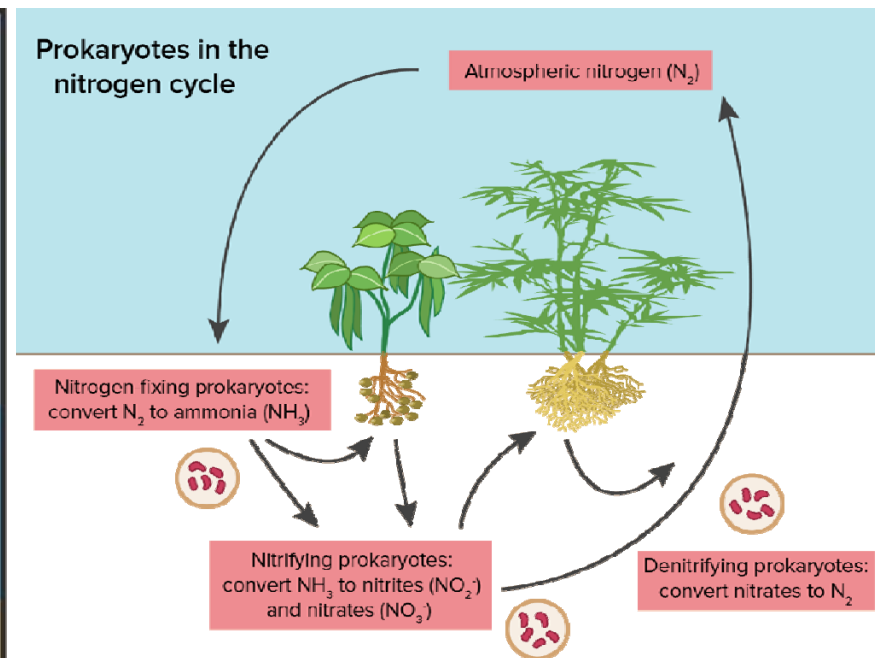 Prokaryotes in the
nitrogen cycle
Atmospheric nitrogen (N₂)
Nitrogen fixing prokaryotes:
convert N₂ to ammonia (NH₃)
Nitrifying prokaryotes:
convert NH₃ to nitrites (NO₂⁻)
and nitrates (NO₃⁻)
Denitrifying prokaryotes:
convert nitrates to N₂